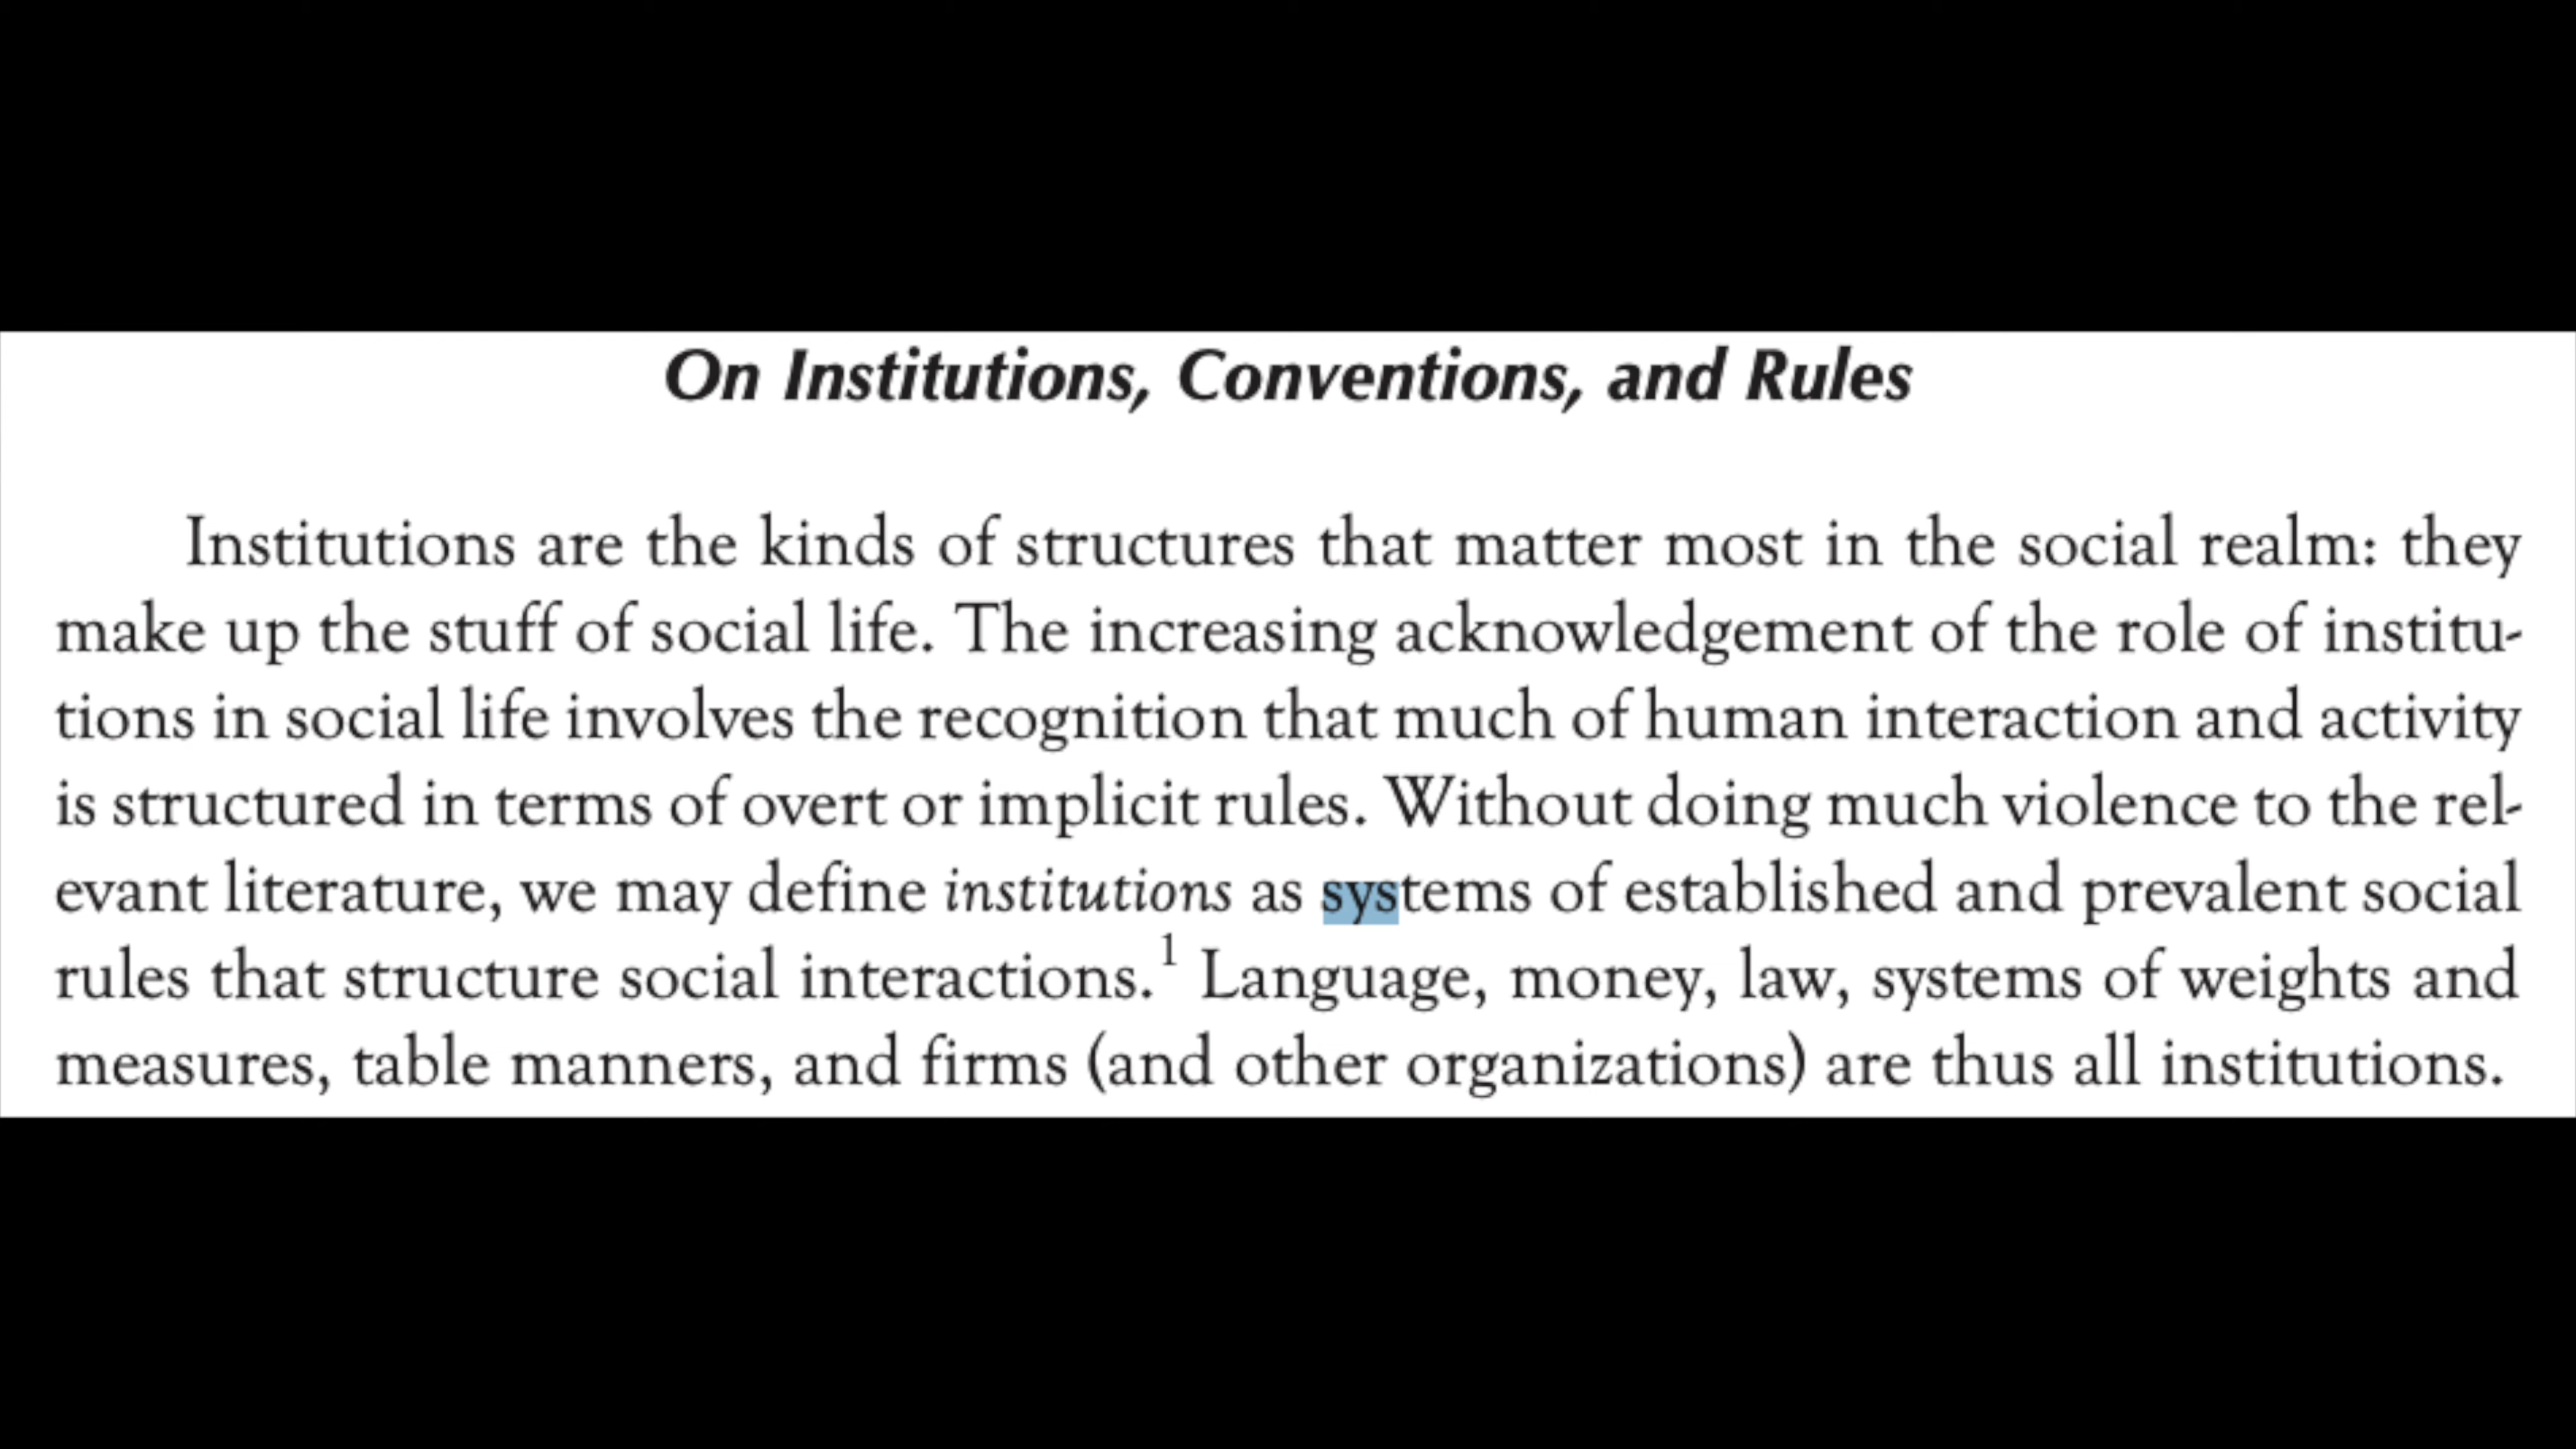 On Institutions, Conventions, and Rules
Institutions are the kinds of structures that matter most in the social realm: they
make up the stuff of social life. The increasing acknowledgement of the role of institu-
tions in social life involves the recognition that much of human interaction and activity
is structured in terms of overt or implicit rules. Without doing much violence to the rel-
evant literature, we may define institutions as systems of established and prevalent social
rules that structure social interactions.1 Language, money, law, systems of weights and
measures, table manners, and firms (and other organizations) are thus all institutions.